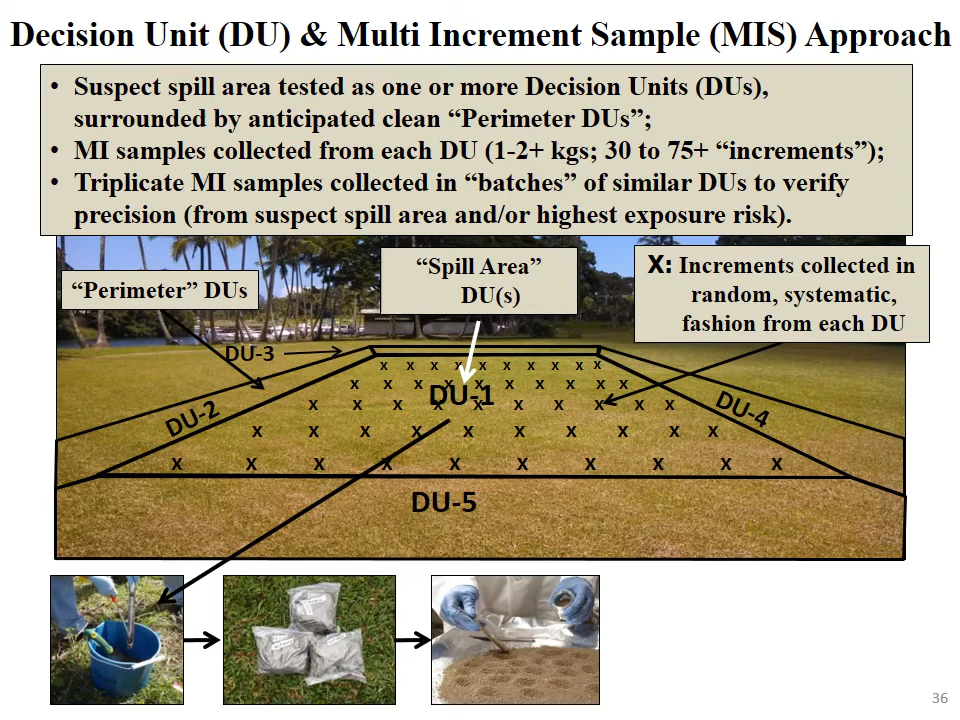 Decision Unit (DU) & Multi Increment Sample (MIS) Approach
• Suspect spill area tested as one or more Decision Units (DUs),
surrounded by anticipated clean “Perimeter DUs”;
• MI samples collected from each DU (1-2+ kgs; 30 to 75+ “increments”);
• Triplicate MI samples collected in “batches” of similar DUs to verify
precision (from suspect spill area and/or highest exposure risk).
“Perimeter” DUs
“Spill Area”
DU(s)
X: Increments collected in
random, systematic,
fashion from each DU
DU-3
x x x x x x x x x x
x x x x x x x x x x
DU-1
DU-2
DU-4
x x x x x x x x x x
x x x x x x x x x x
x x x x x x x x x x
DU-5
36